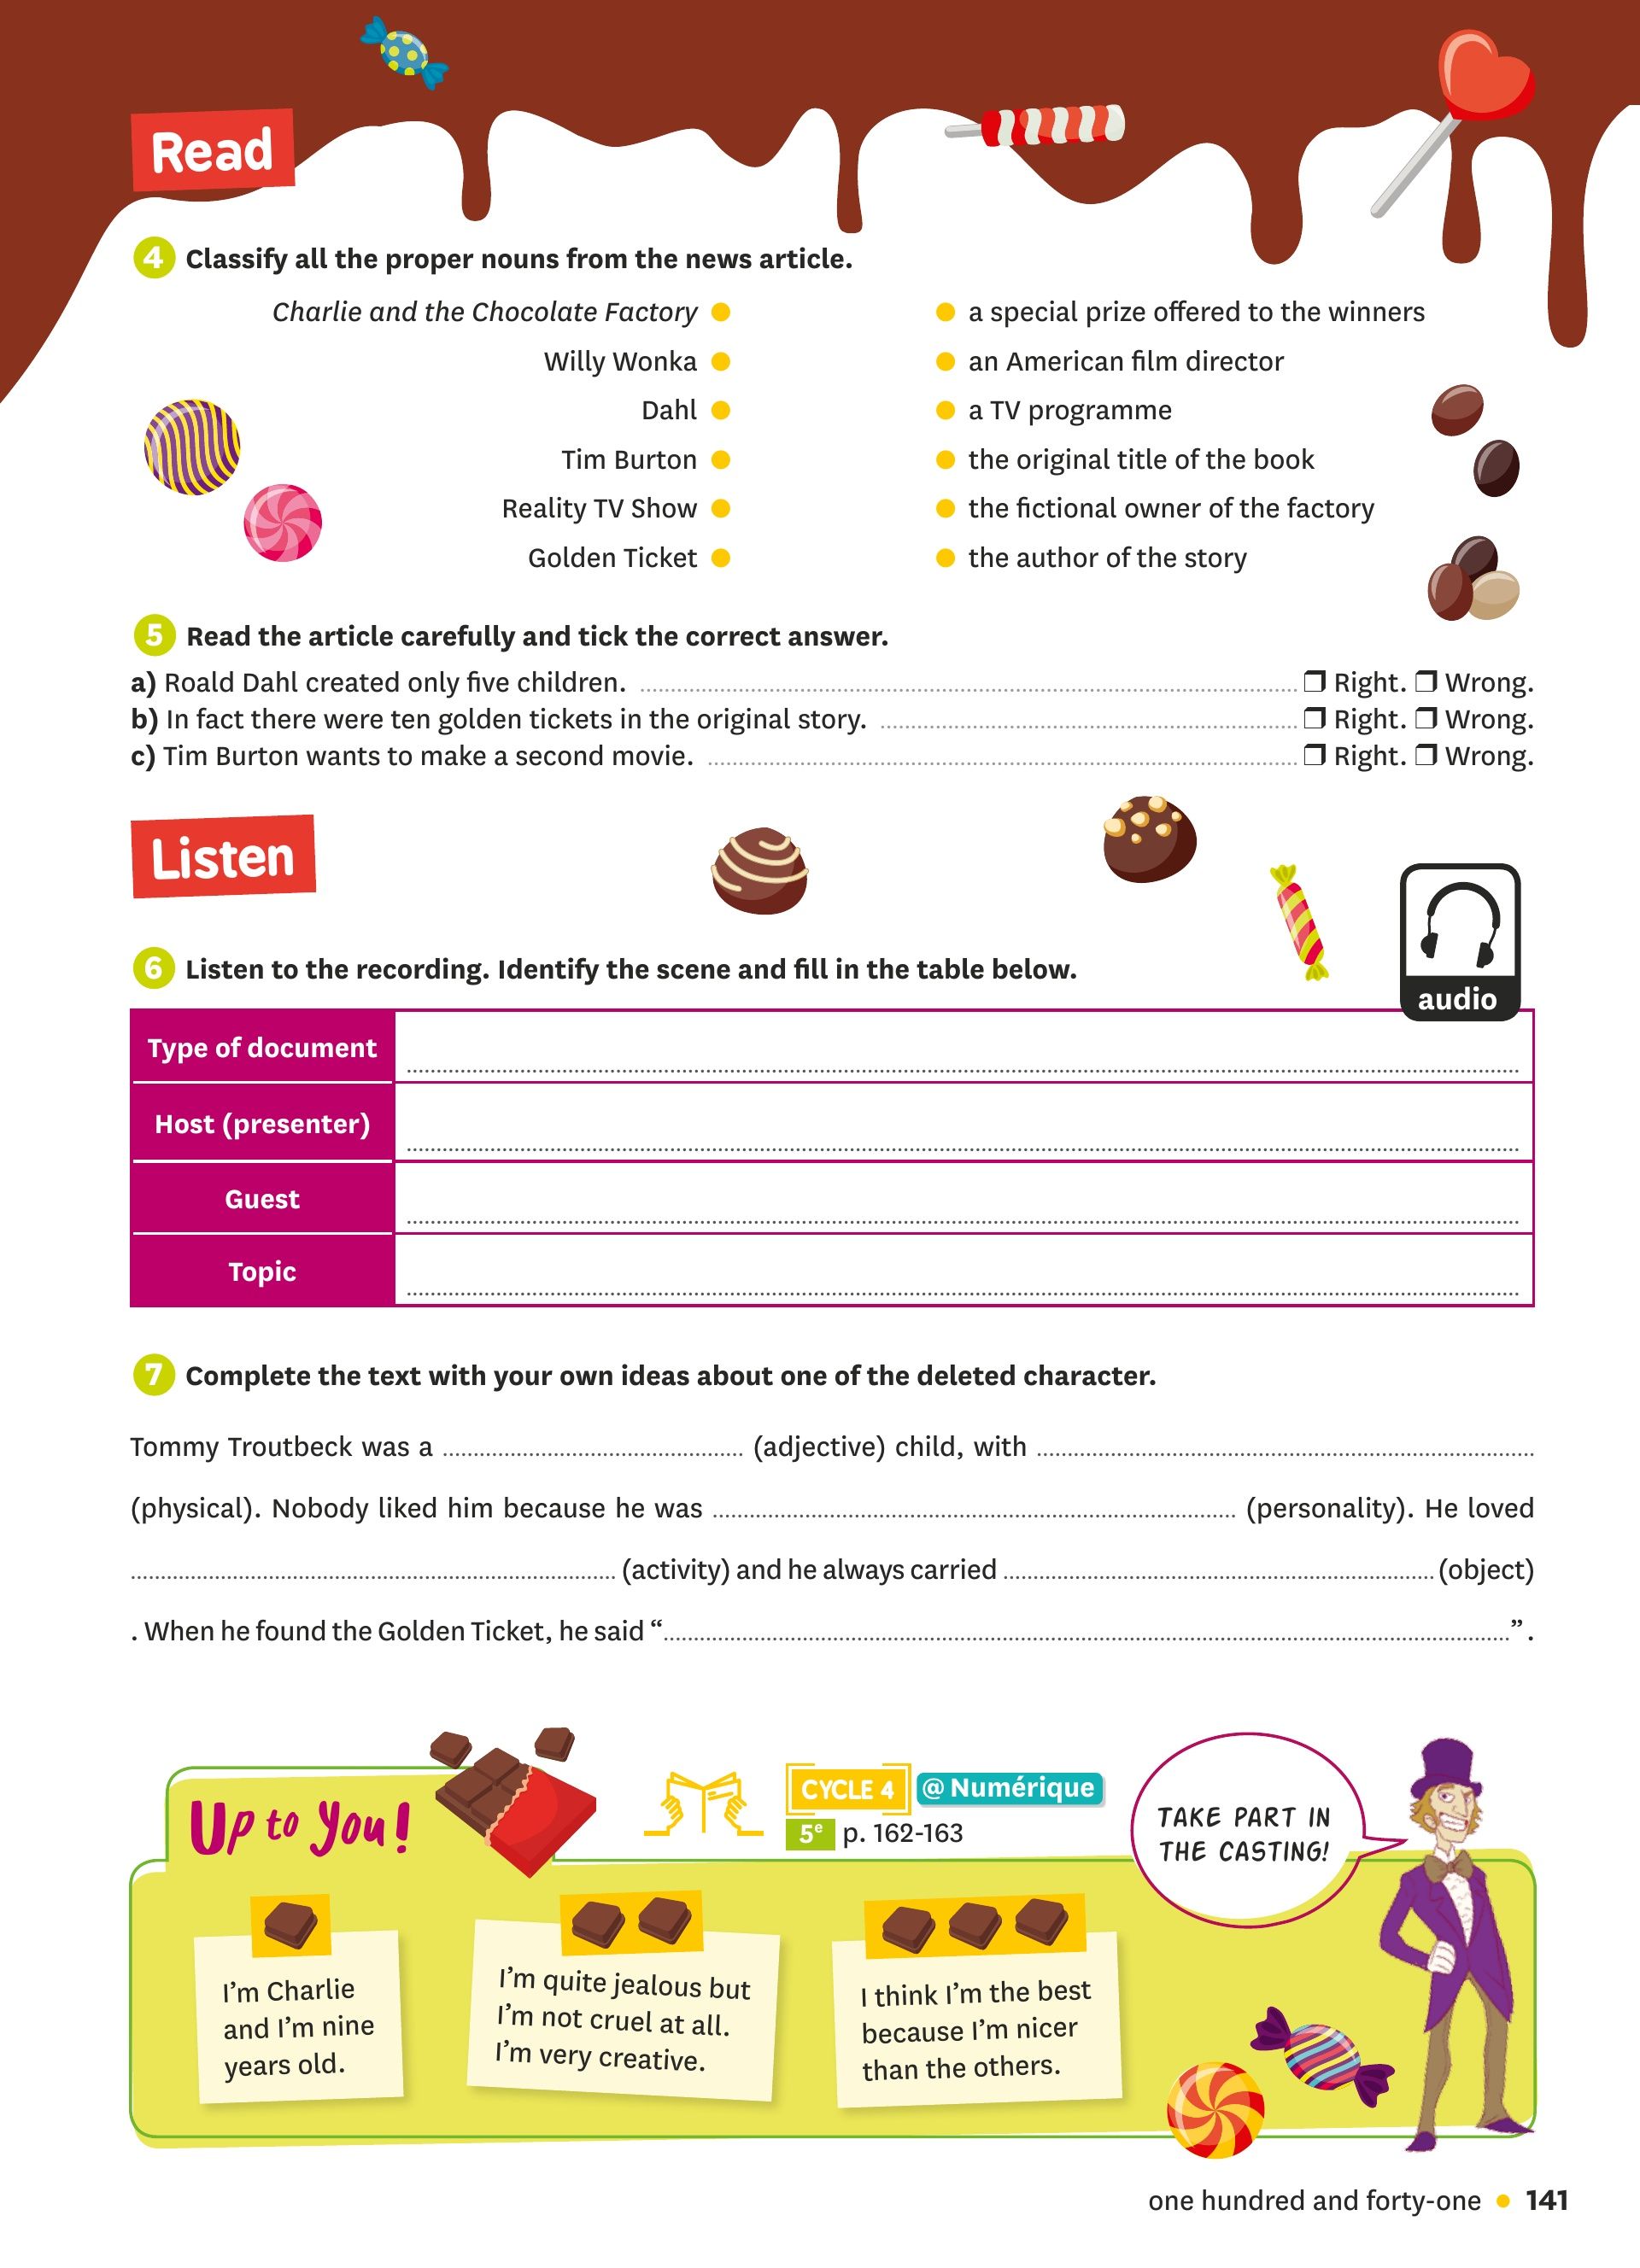 Read
4 Classify all the proper nouns from the news article.
Charlie and the Chocolate Factory • • a special prize offered to the winners
Willy Wonka • • an American film director
Dahl • • a TV programme
Tim Burton • • the original title of the book
Reality TV Show • • the fictional owner of the factory
Golden Ticket • • the author of the story
5 Read the article carefully and tick the correct answer.
a) Roald Dahl created only five children. ........ ❒ Right. ❒ Wrong.
b) In fact there were ten golden tickets in the original story. ........ ❒ Right. ❒ Wrong.
c) Tim Burton wants to make a second movie. ........ ❒ Right. ❒ Wrong.
Listen
6 Listen to the recording. Identify the scene and fill in the table below.
audio
Type of document ........
Host (presenter) ........
Guest ........
Topic ........
7 Complete the text with your own ideas about one of the deleted character.
Tommy Troutbeck was a ........ (adjective) child, with ........
(physical). Nobody liked him because he was ........ (personality). He loved
........ (activity) and he always carried ........ (object)
. When he found the Golden Ticket, he said “........” .
Up to You!
CYCLE 4 @ Numérique
5e p. 162-163
TAKE PART IN
THE CASTING!
I’m Charlie
and I’m nine
years old.
I’m quite jealous but
I’m not cruel at all.
I’m very creative.
I think I’m the best
because I’m nicer
than the others.
one hundred and forty-one • 141